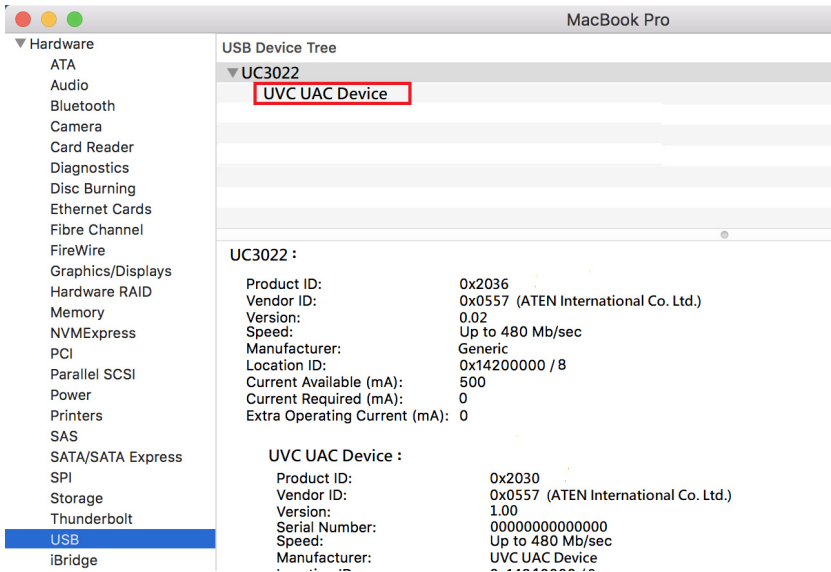 MacBook Pro
Hardware
ATA
Audio
Bluetooth
Camera
Card Reader
Diagnostics
Disc Burning
Ethernet Cards
Fibre Channel
FireWire
Graphics/Displays
Hardware RAID
Memory
NVMExpress
PCI
Parallel SCSI
Power
Printers
SAS
SATA/SATA Express
SPI
Storage
Thunderbolt
USB
iBridge
USB Device Tree
UC3022
UVC UAC Device
UC3022 :
Product ID: 0x2036
Vendor ID: 0x0557 (ATEN International Co. Ltd.)
Version: 0.02
Speed: Up to 480 Mb/sec
Manufacturer: Generic
Location ID: 0x14200000 / 8
Current Available (mA): 500
Current Required (mA): 0
Extra Operating Current (mA): 0
UVC UAC Device :
Product ID: 0x2030
Vendor ID: 0x0557 (ATEN International Co. Ltd.)
Version: 1.00
Serial Number: 00000000000000
Speed: Up to 480 Mb/sec
Manufacturer: UVC UAC Device